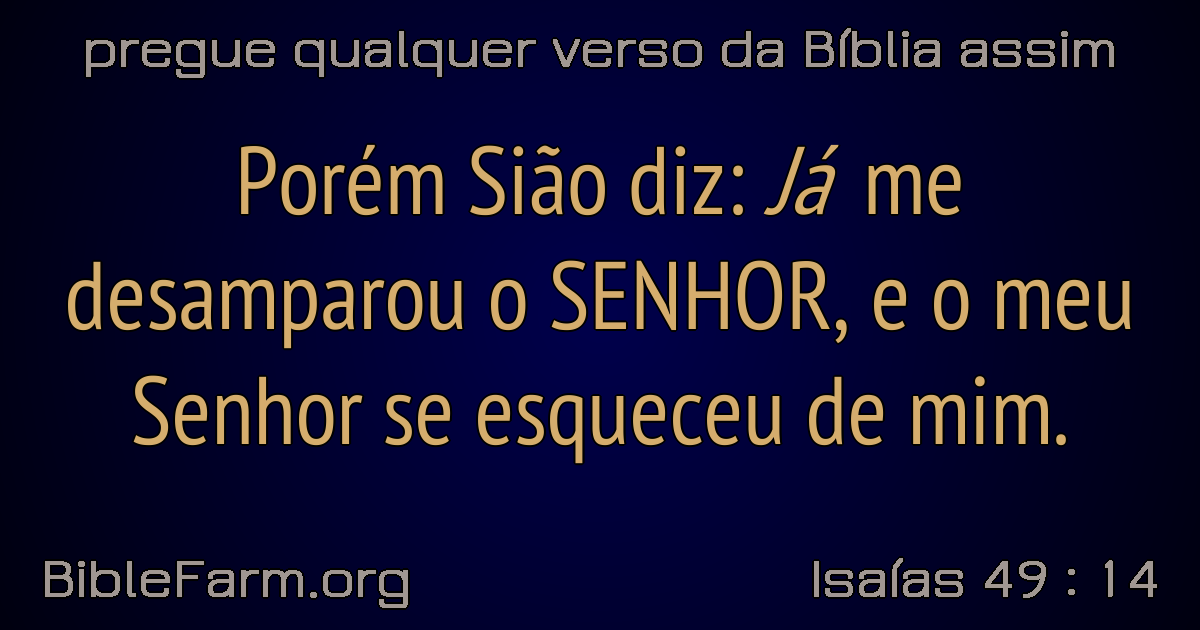 pregue qualquer verso da Bíblia assim
Porém Sião diz: Já me
desamparou o SENHOR, e o meu
Senhor se esqueceu de mim.
BibleFarm.org
Isaías 49 : 14